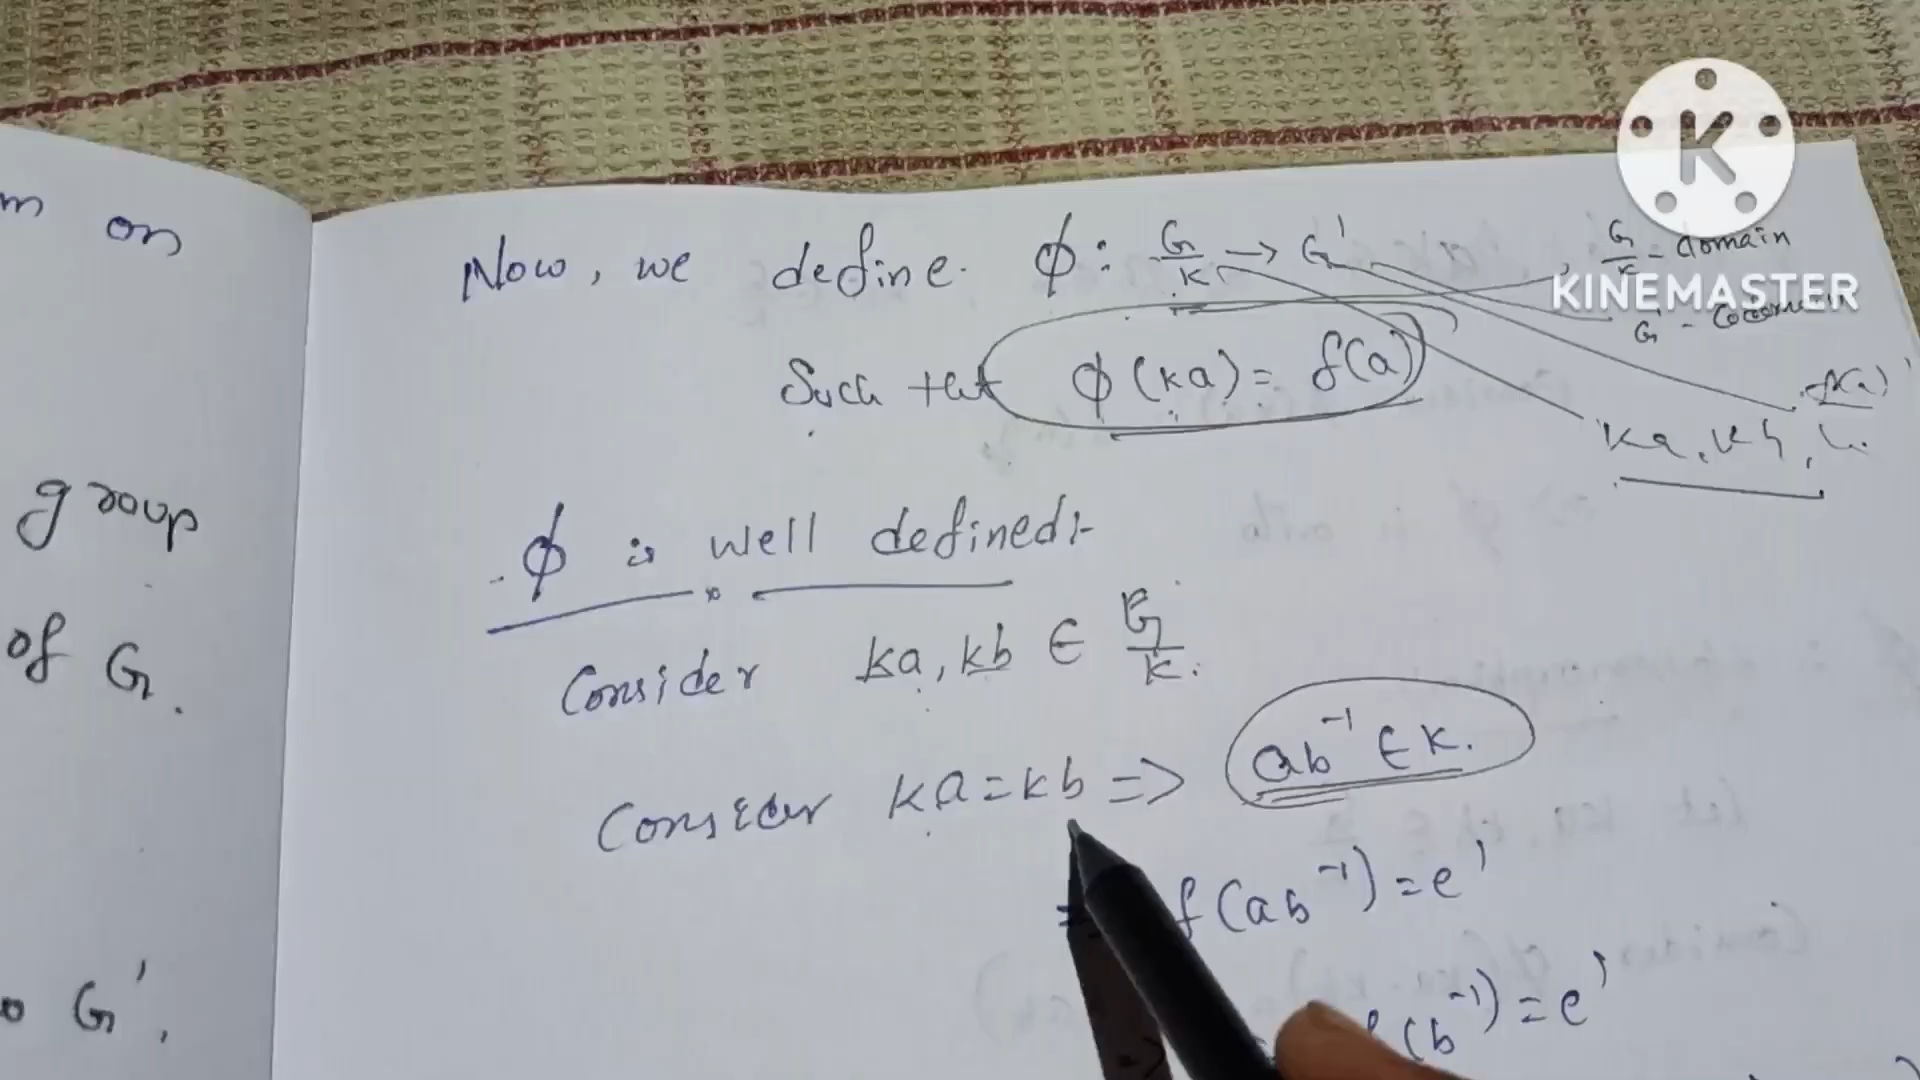 m on
group
of G.
G'.
Now, we define. φ: G/K → G', G/K = domain
KINEMASTER
G' -
Such that φ(ka) = f(a)
f(a)
ka, kb,
φ is well defined:-
Consider ka, kb ∈ G/K.
Consider ka = kb => ab⁻¹ ∈ K.
f(ab⁻¹) = e'
(b⁻¹) = e'